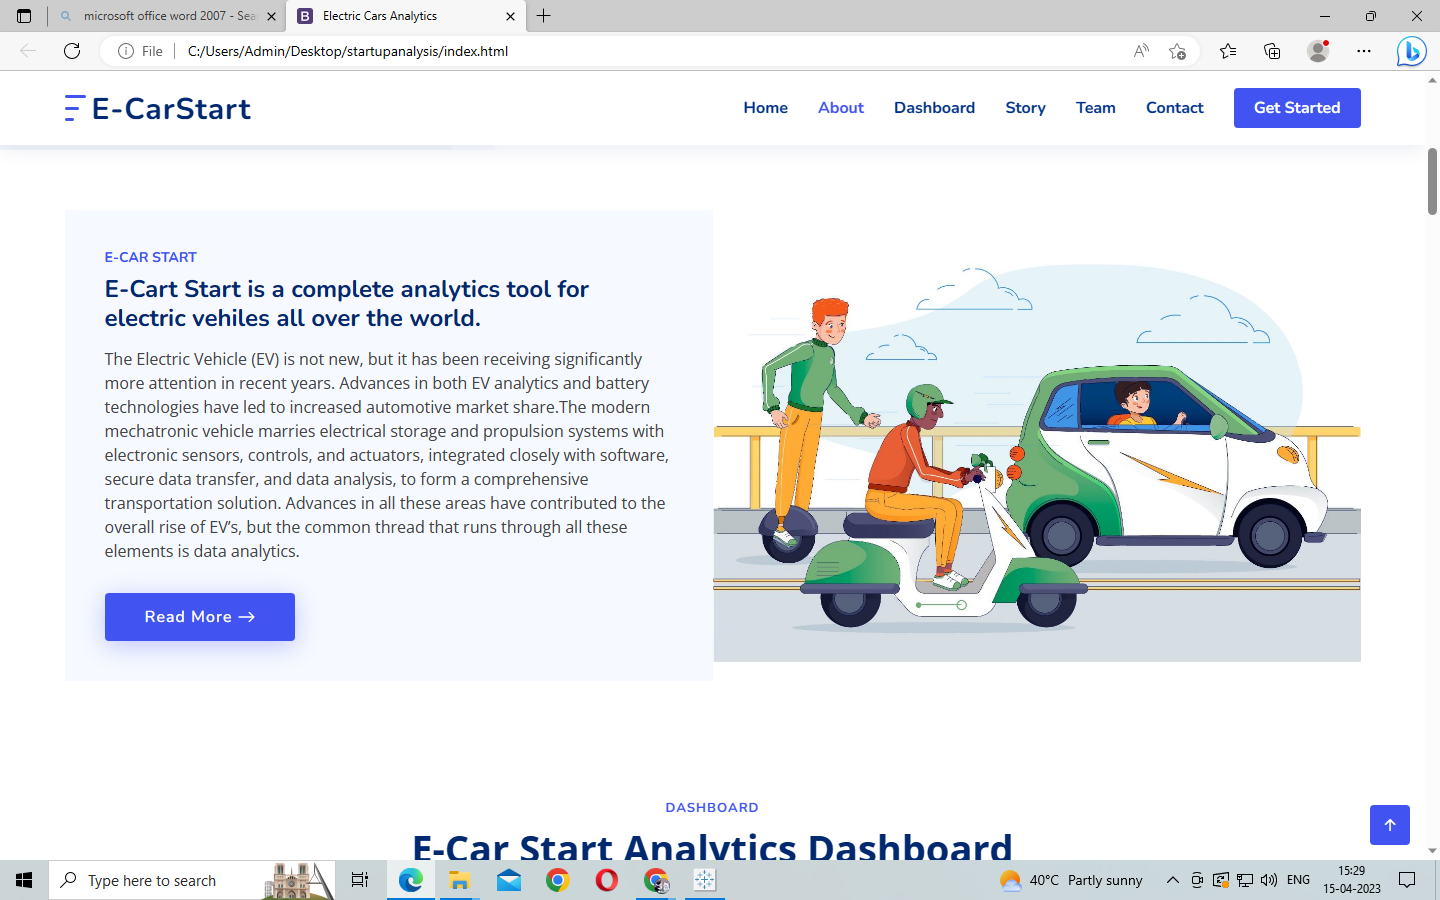 microsoft office word 2007 - Sea
Electric Cars Analytics
File
C:/Users/Admin/Desktop/startupanalysis/index.html
E-CarStart
Home
About
Dashboard
Story
Team
Contact
Get Started
E-CAR START
E-Cart Start is a complete analytics tool for
electric vehiles all over the world.
The Electric Vehicle (EV) is not new, but it has been receiving significantly
more attention in recent years. Advances in both EV analytics and battery
technologies have led to increased automotive market share.The modern
mechatronic vehicle marries electrical storage and propulsion systems with
electronic sensors, controls, and actuators, integrated closely with software,
secure data transfer, and data analysis, to form a comprehensive
transportation solution. Advances in all these areas have contributed to the
overall rise of EV’s, but the common thread that runs through all these
elements is data analytics.
Read More →
DASHBOARD
E-Car Start Analytics Dashboard
Type here to search
40°C Partly sunny
ENG
15:29
15-04-2023